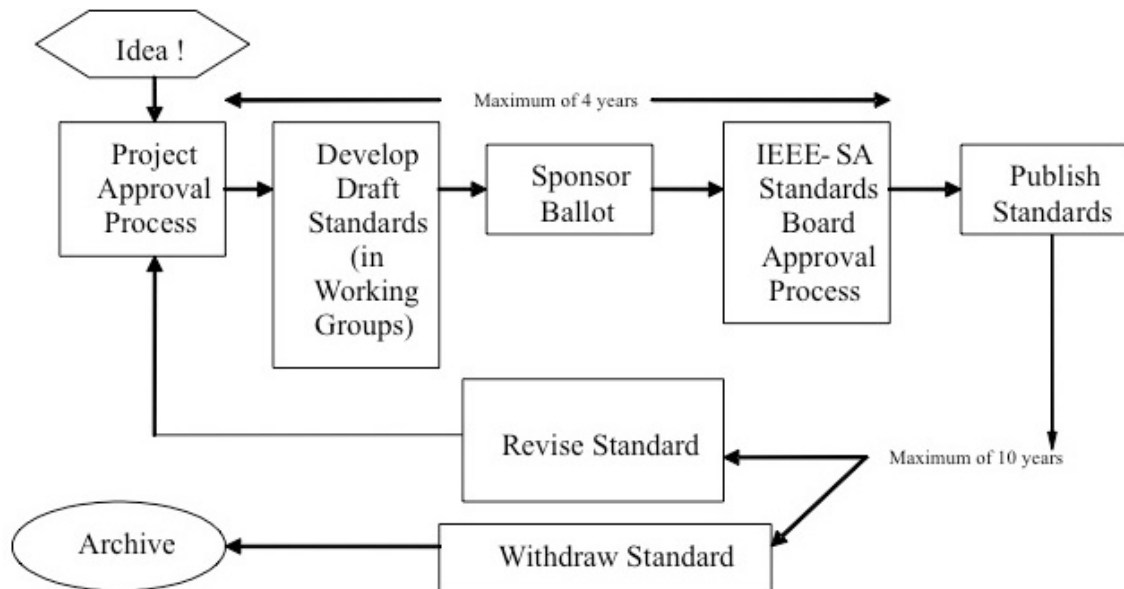 Idea !
Maximum of 4 years
Project
Approval
Process
Develop
Draft
Standards
(in
Working
Groups)
Sponsor
Ballot
IEEE- SA
Standards
Board
Approval
Process
Publish
Standards
Revise Standard
Maximum of 10 years
Archive
Withdraw Standard